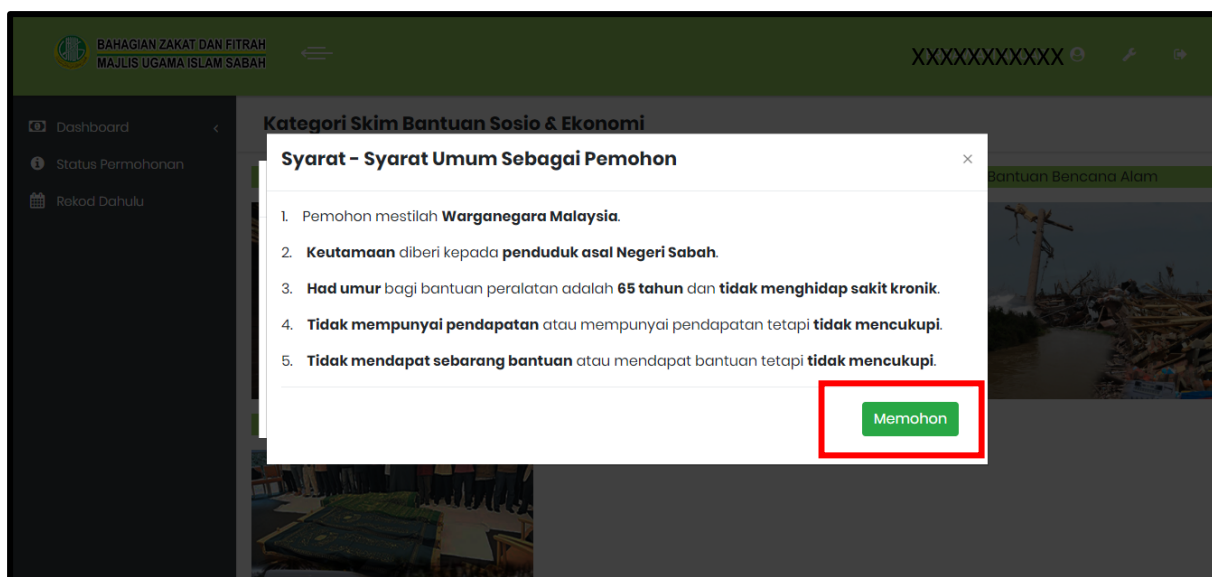 BAHAGIAN ZAKAT DAN FITRAH
MAJLIS UGAMA ISLAM SABAH
XXXXXXXXXXX
Dashboard
Status Permohonan
Rekod Dahulu
Kategori Skim Bantuan Sosio & Ekonomi
Bantuan Bencana Alam
Syarat - Syarat Umum Sebagai Pemohon
1. Pemohon mestilah Warganegara Malaysia.
2. Keutamaan diberi kepada penduduk asal Negeri Sabah.
3. Had umur bagi bantuan peralatan adalah 65 tahun dan tidak menghidap sakit kronik.
4. Tidak mempunyai pendapatan atau mempunyai pendapatan tetapi tidak mencukupi.
5. Tidak mendapat sebarang bantuan atau mendapat bantuan tetapi tidak mencukupi.
Memohon